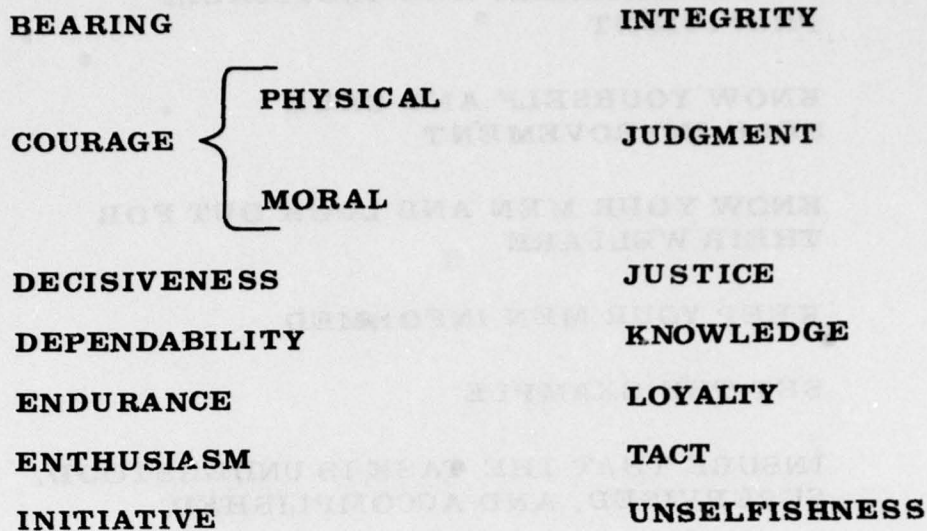 BEARING
COURAGE
PHYSICAL
MORAL
DECISIVENESS
DEPENDABILITY
ENDURANCE
ENTHUSIASM
INITIATIVE
INTEGRITY
JUDGMENT
JUSTICE
KNOWLEDGE
LOYALTY
TACT
UNSELFISHNESS